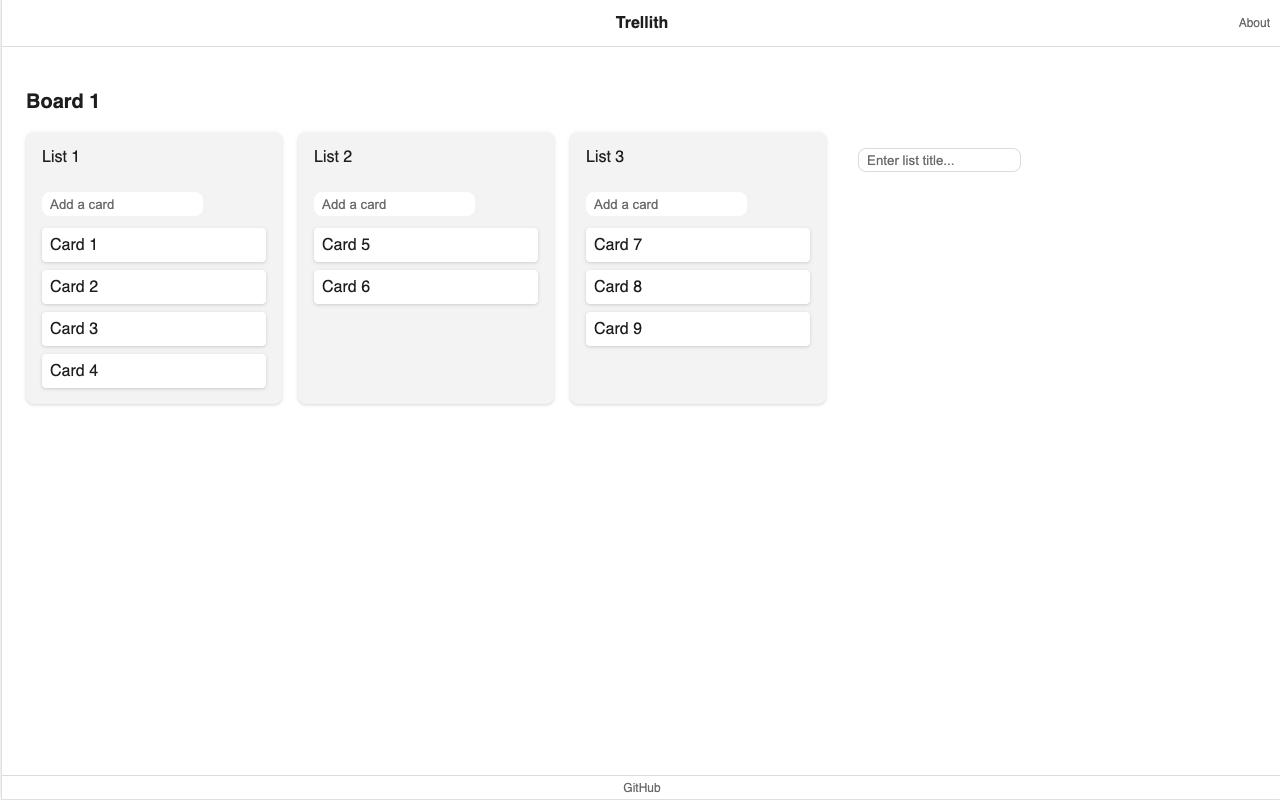 Trellith
About
Board 1
List 1
Add a card
Card 1
Card 2
Card 3
Card 4
List 2
Add a card
Card 5
Card 6
List 3
Add a card
Card 7
Card 8
Card 9
Enter list title...
GitHub